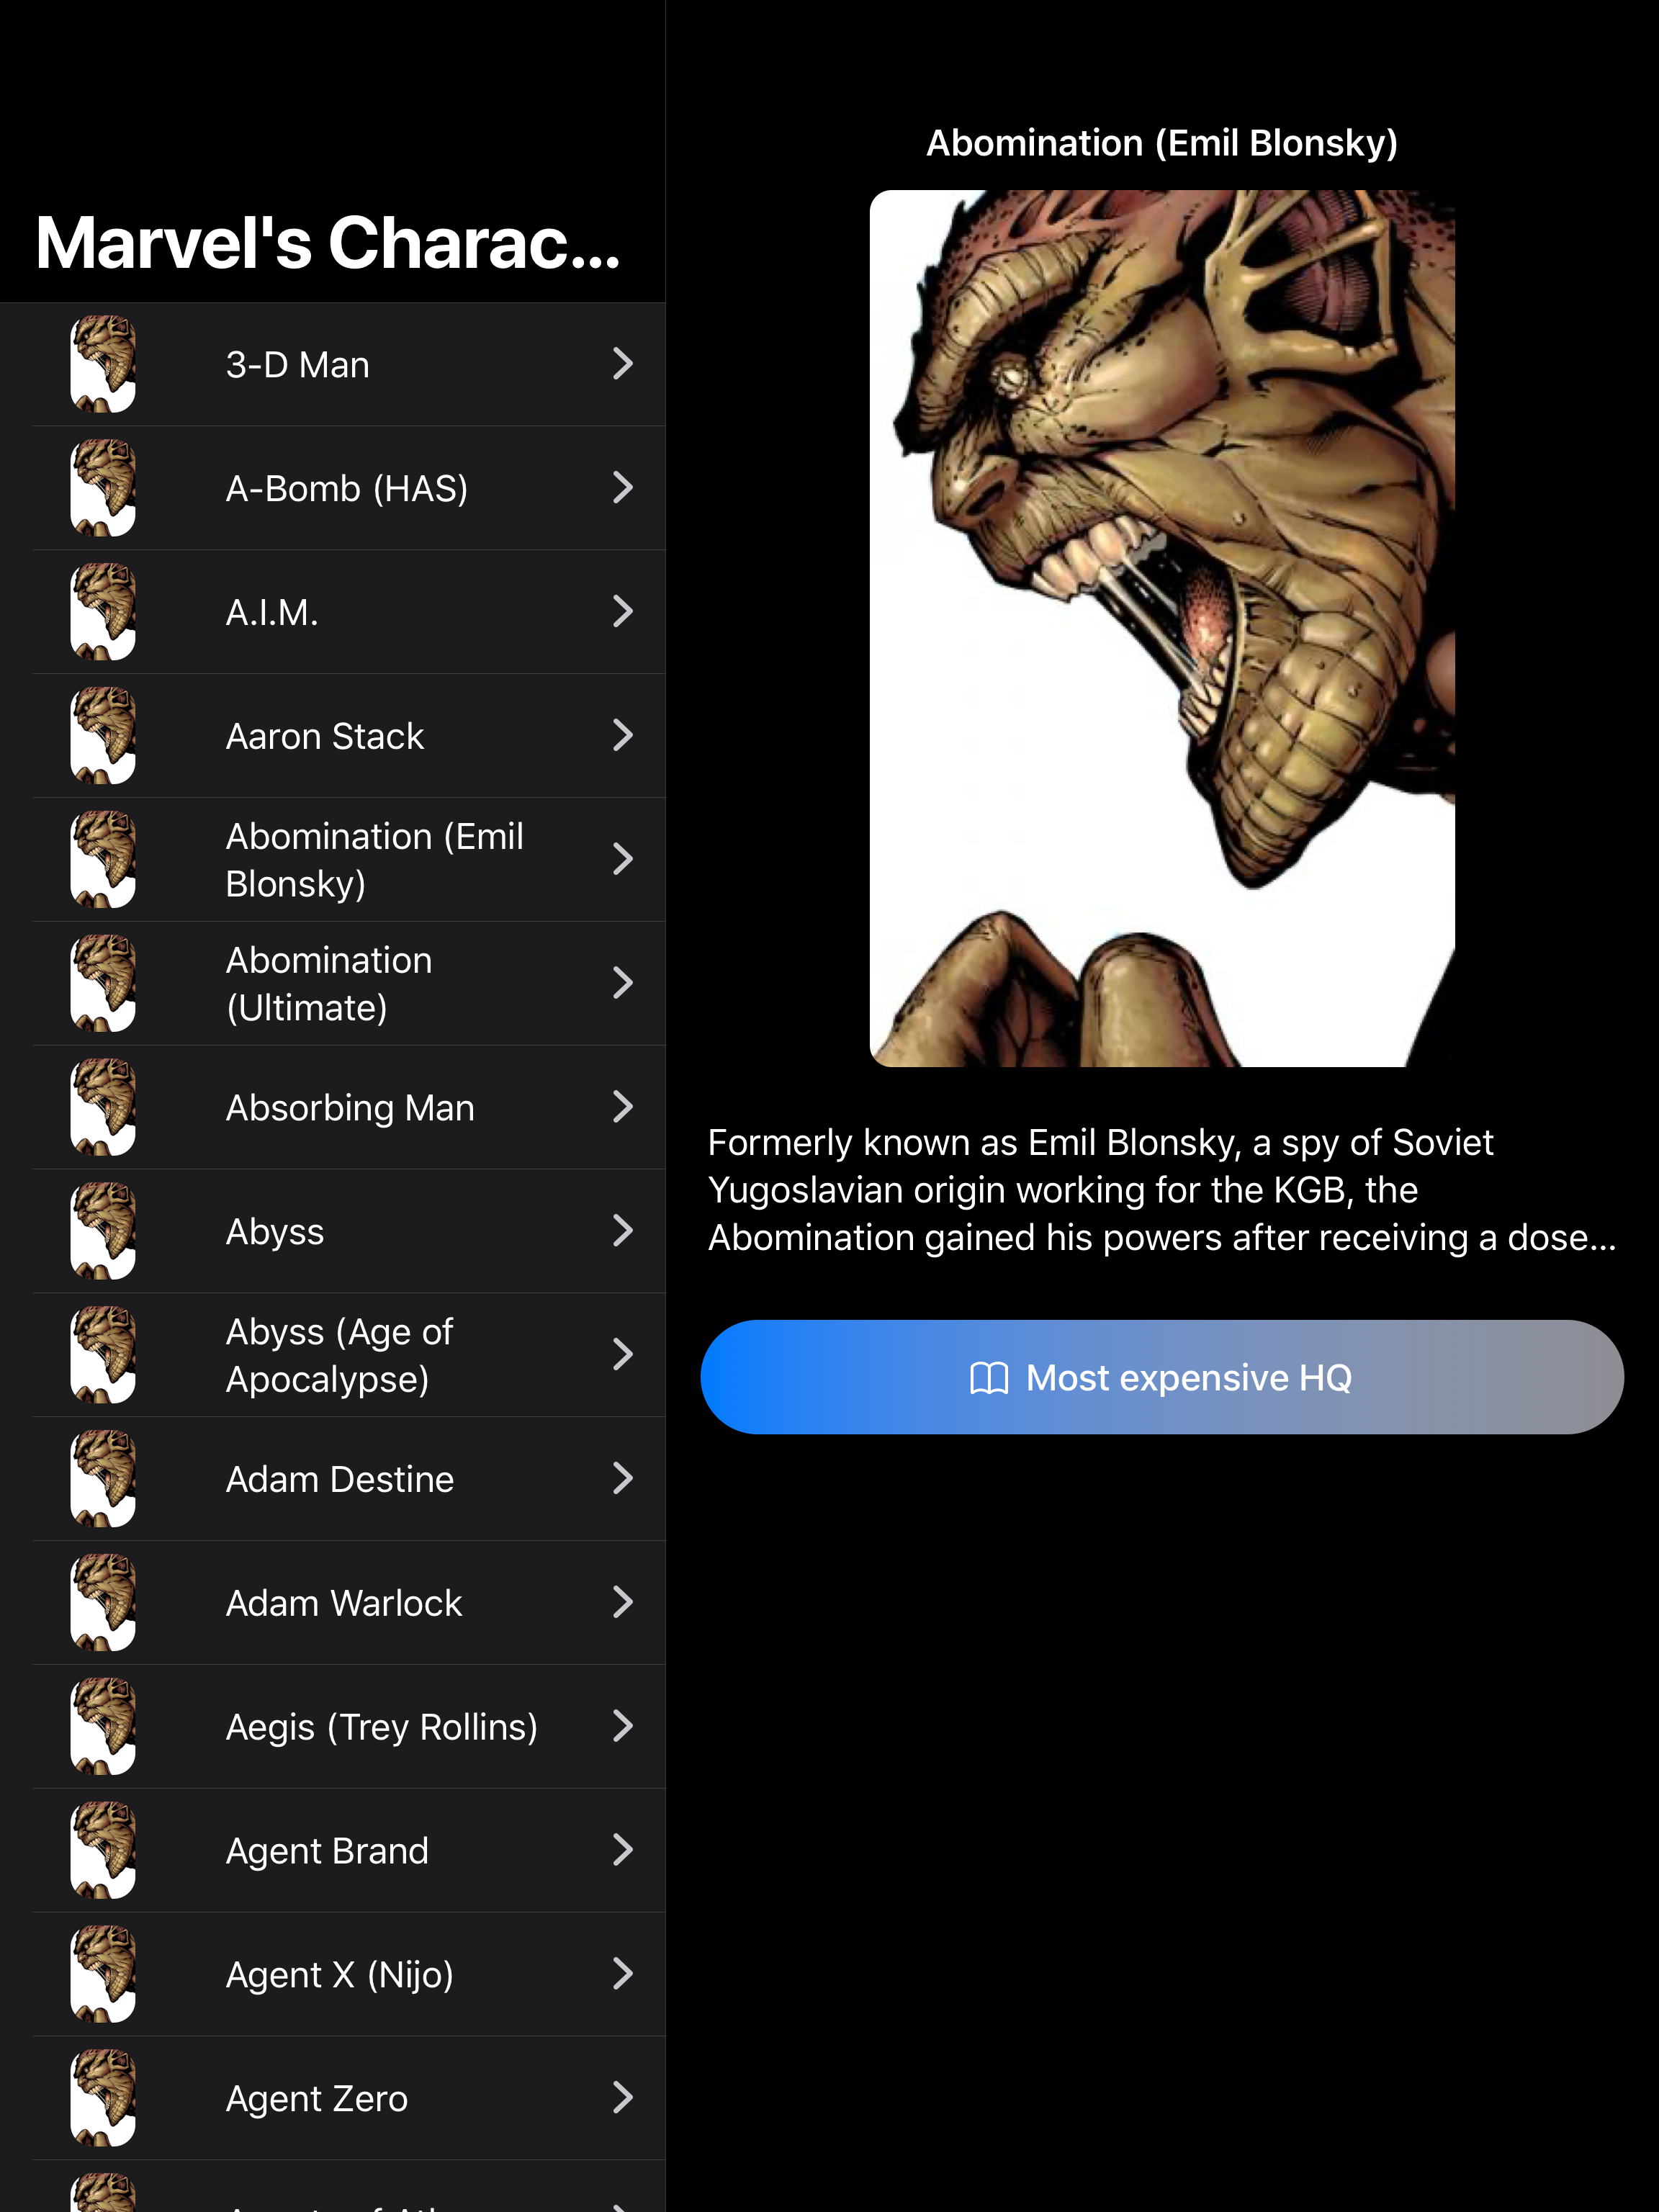 Marvel's Charac...
3-D Man
A-Bomb (HAS)
A.I.M.
Aaron Stack
Abomination (Emil
Blonsky)
Abomination
(Ultimate)
Absorbing Man
Abyss
Abyss (Age of
Apocalypse)
Adam Destine
Adam Warlock
Aegis (Trey Rollins)
Agent Brand
Agent X (Nijo)
Agent Zero
Abomination (Emil Blonsky)
Formerly known as Emil Blonsky, a spy of Soviet
Yugoslavian origin working for the KGB, the
Abomination gained his powers after receiving a dose...
Most expensive HQ